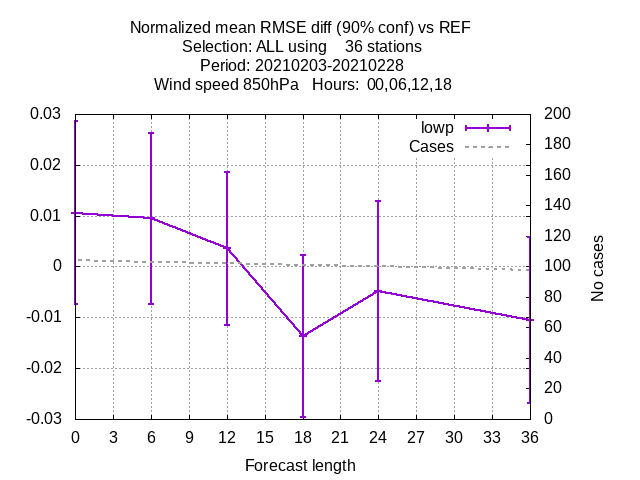 Normalized mean RMSE diff (90% conf) vs REF
Selection: ALL using 36 stations
Period: 20210203-20210228
Wind speed 850hPa Hours: 00,06,12,18
0.03
0.02
0.01
0
-0.01
-0.02
-0.03
lowp
Cases
200
180
160
140
120
100
80
60
40
20
0
No cases
0 3 6 9 12 15 18 21 24 27 30 33 36
Forecast length